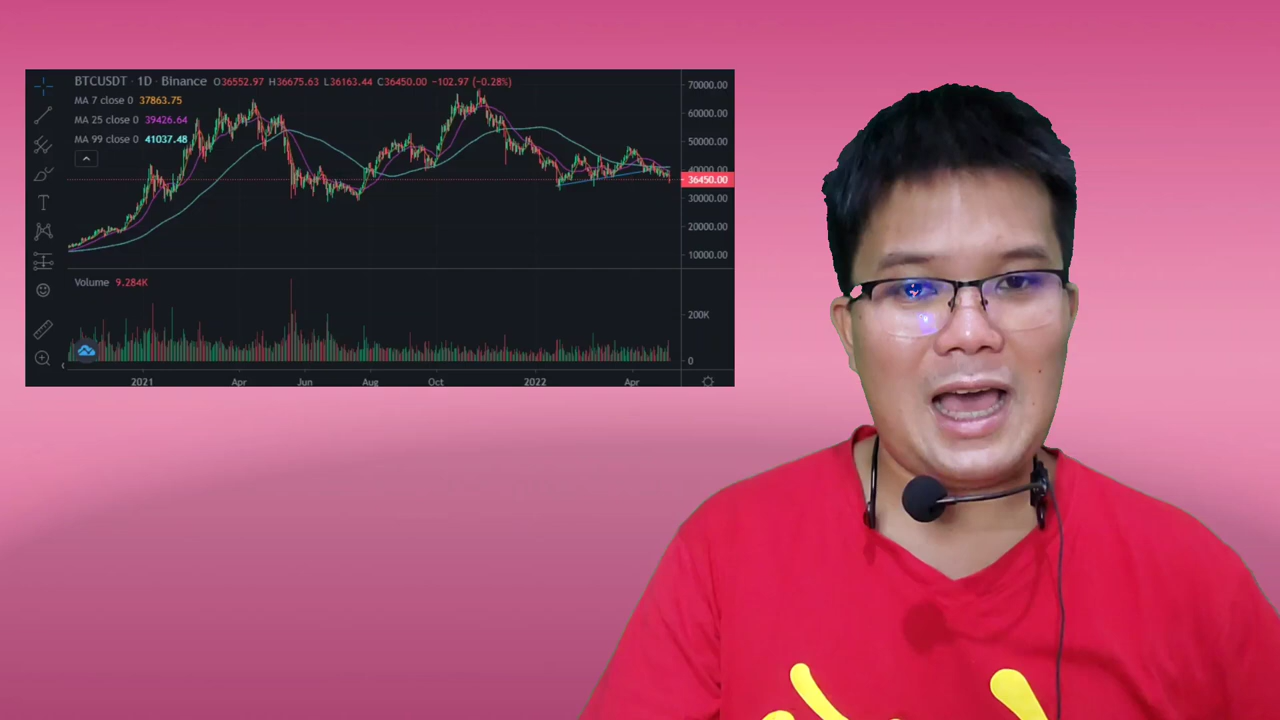 BTCUSDT · 1D · Binance O36552.97 H36675.63 L36163.44 C36450.00 −102.97 (−0.28%)
MA 7 close 0 37863.75
MA 25 close 0 39426.64
MA 99 close 0 41037.48
70000.00
60000.00
50000.00
40000.00
36450.00
30000.00
20000.00
10000.00
Volume 9.284K
200K
0
2021 Apr Jun Aug Oct 2022 Apr